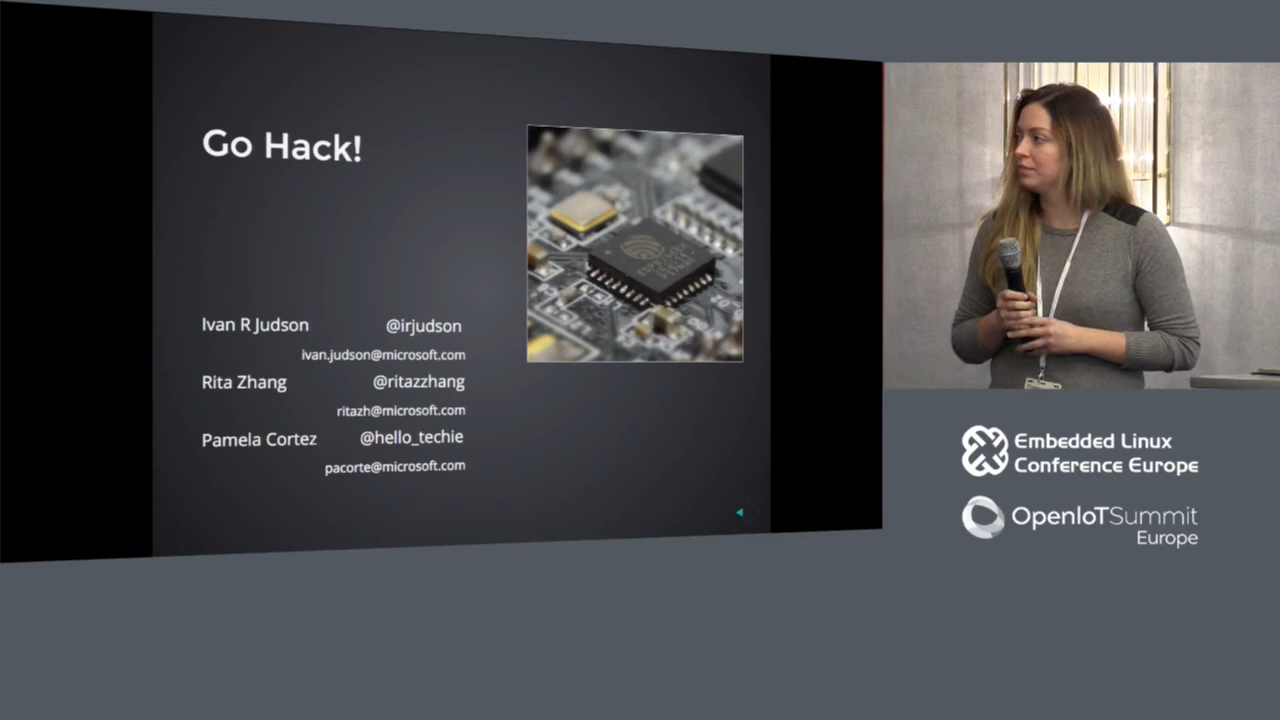 Go Hack!
Ivan R Judson @irjudson
ivan.judson@microsoft.com
Rita Zhang @ritazzhang
ritazh@microsoft.com
Pamela Cortez @hello_techie
pacorte@microsoft.com
Embedded Linux
Conference Europe
OpenIoTSummit
Europe